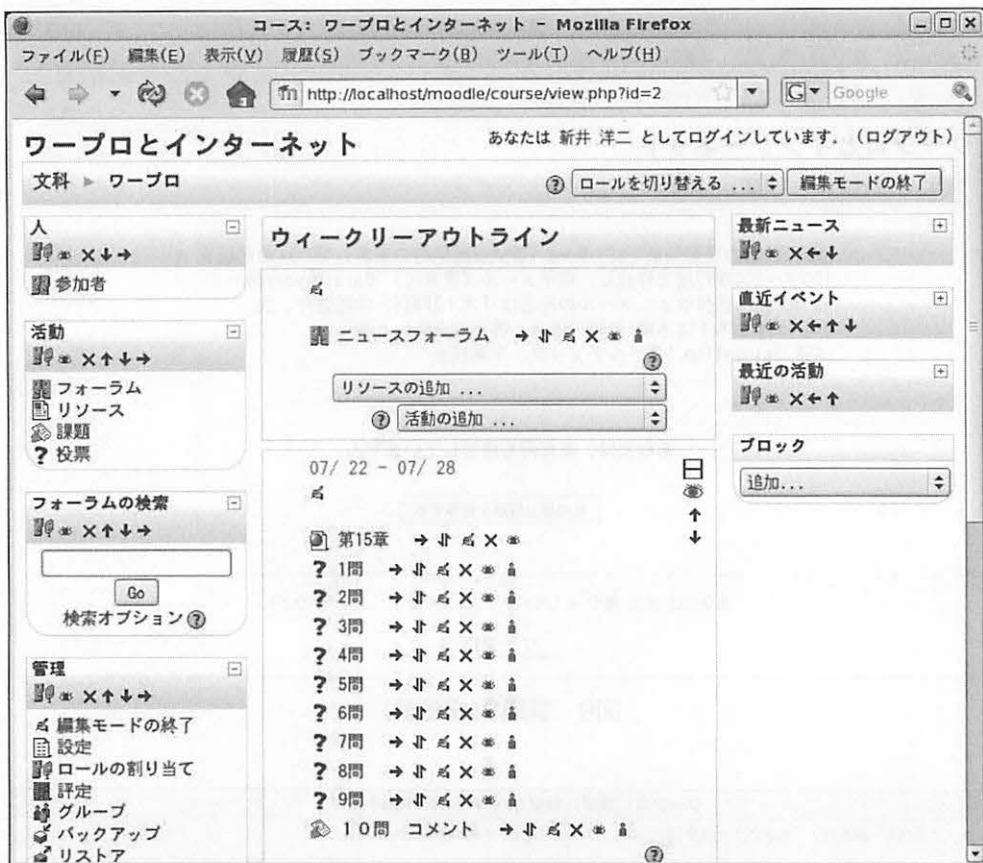 コース: ワープロとインターネット - Mozilla Firefox
ファイル(F) 編集(E) 表示(V) 履歴(S) ブックマーク(B) ツール(T) ヘルプ(H)
http://localhost/moodle/course/view.php?id=2
Google
ワープロとインターネット
あなたは 新井 洋二 としてログインしています. (ログアウト)
文科 ► ワープロ
ロールを切り替える ...
編集モードの終了
人
参加者
活動
フォーラム
リソース
課題
投票
フォーラムの検索
Go
検索オプション
管理
編集モードの終了
設定
ロールの割り当て
評定
グループ
バックアップ
リストア
ウィークリーアウトライン
ニュースフォーラム
リソースの追加 ...
活動の追加 ...
07/ 22 - 07/ 28
第15章
1問
2問
3問
4問
5問
6問
7問
8問
9問
10問 コメント
最新ニュース
直近イベント
最近の活動
ブロック
追加...